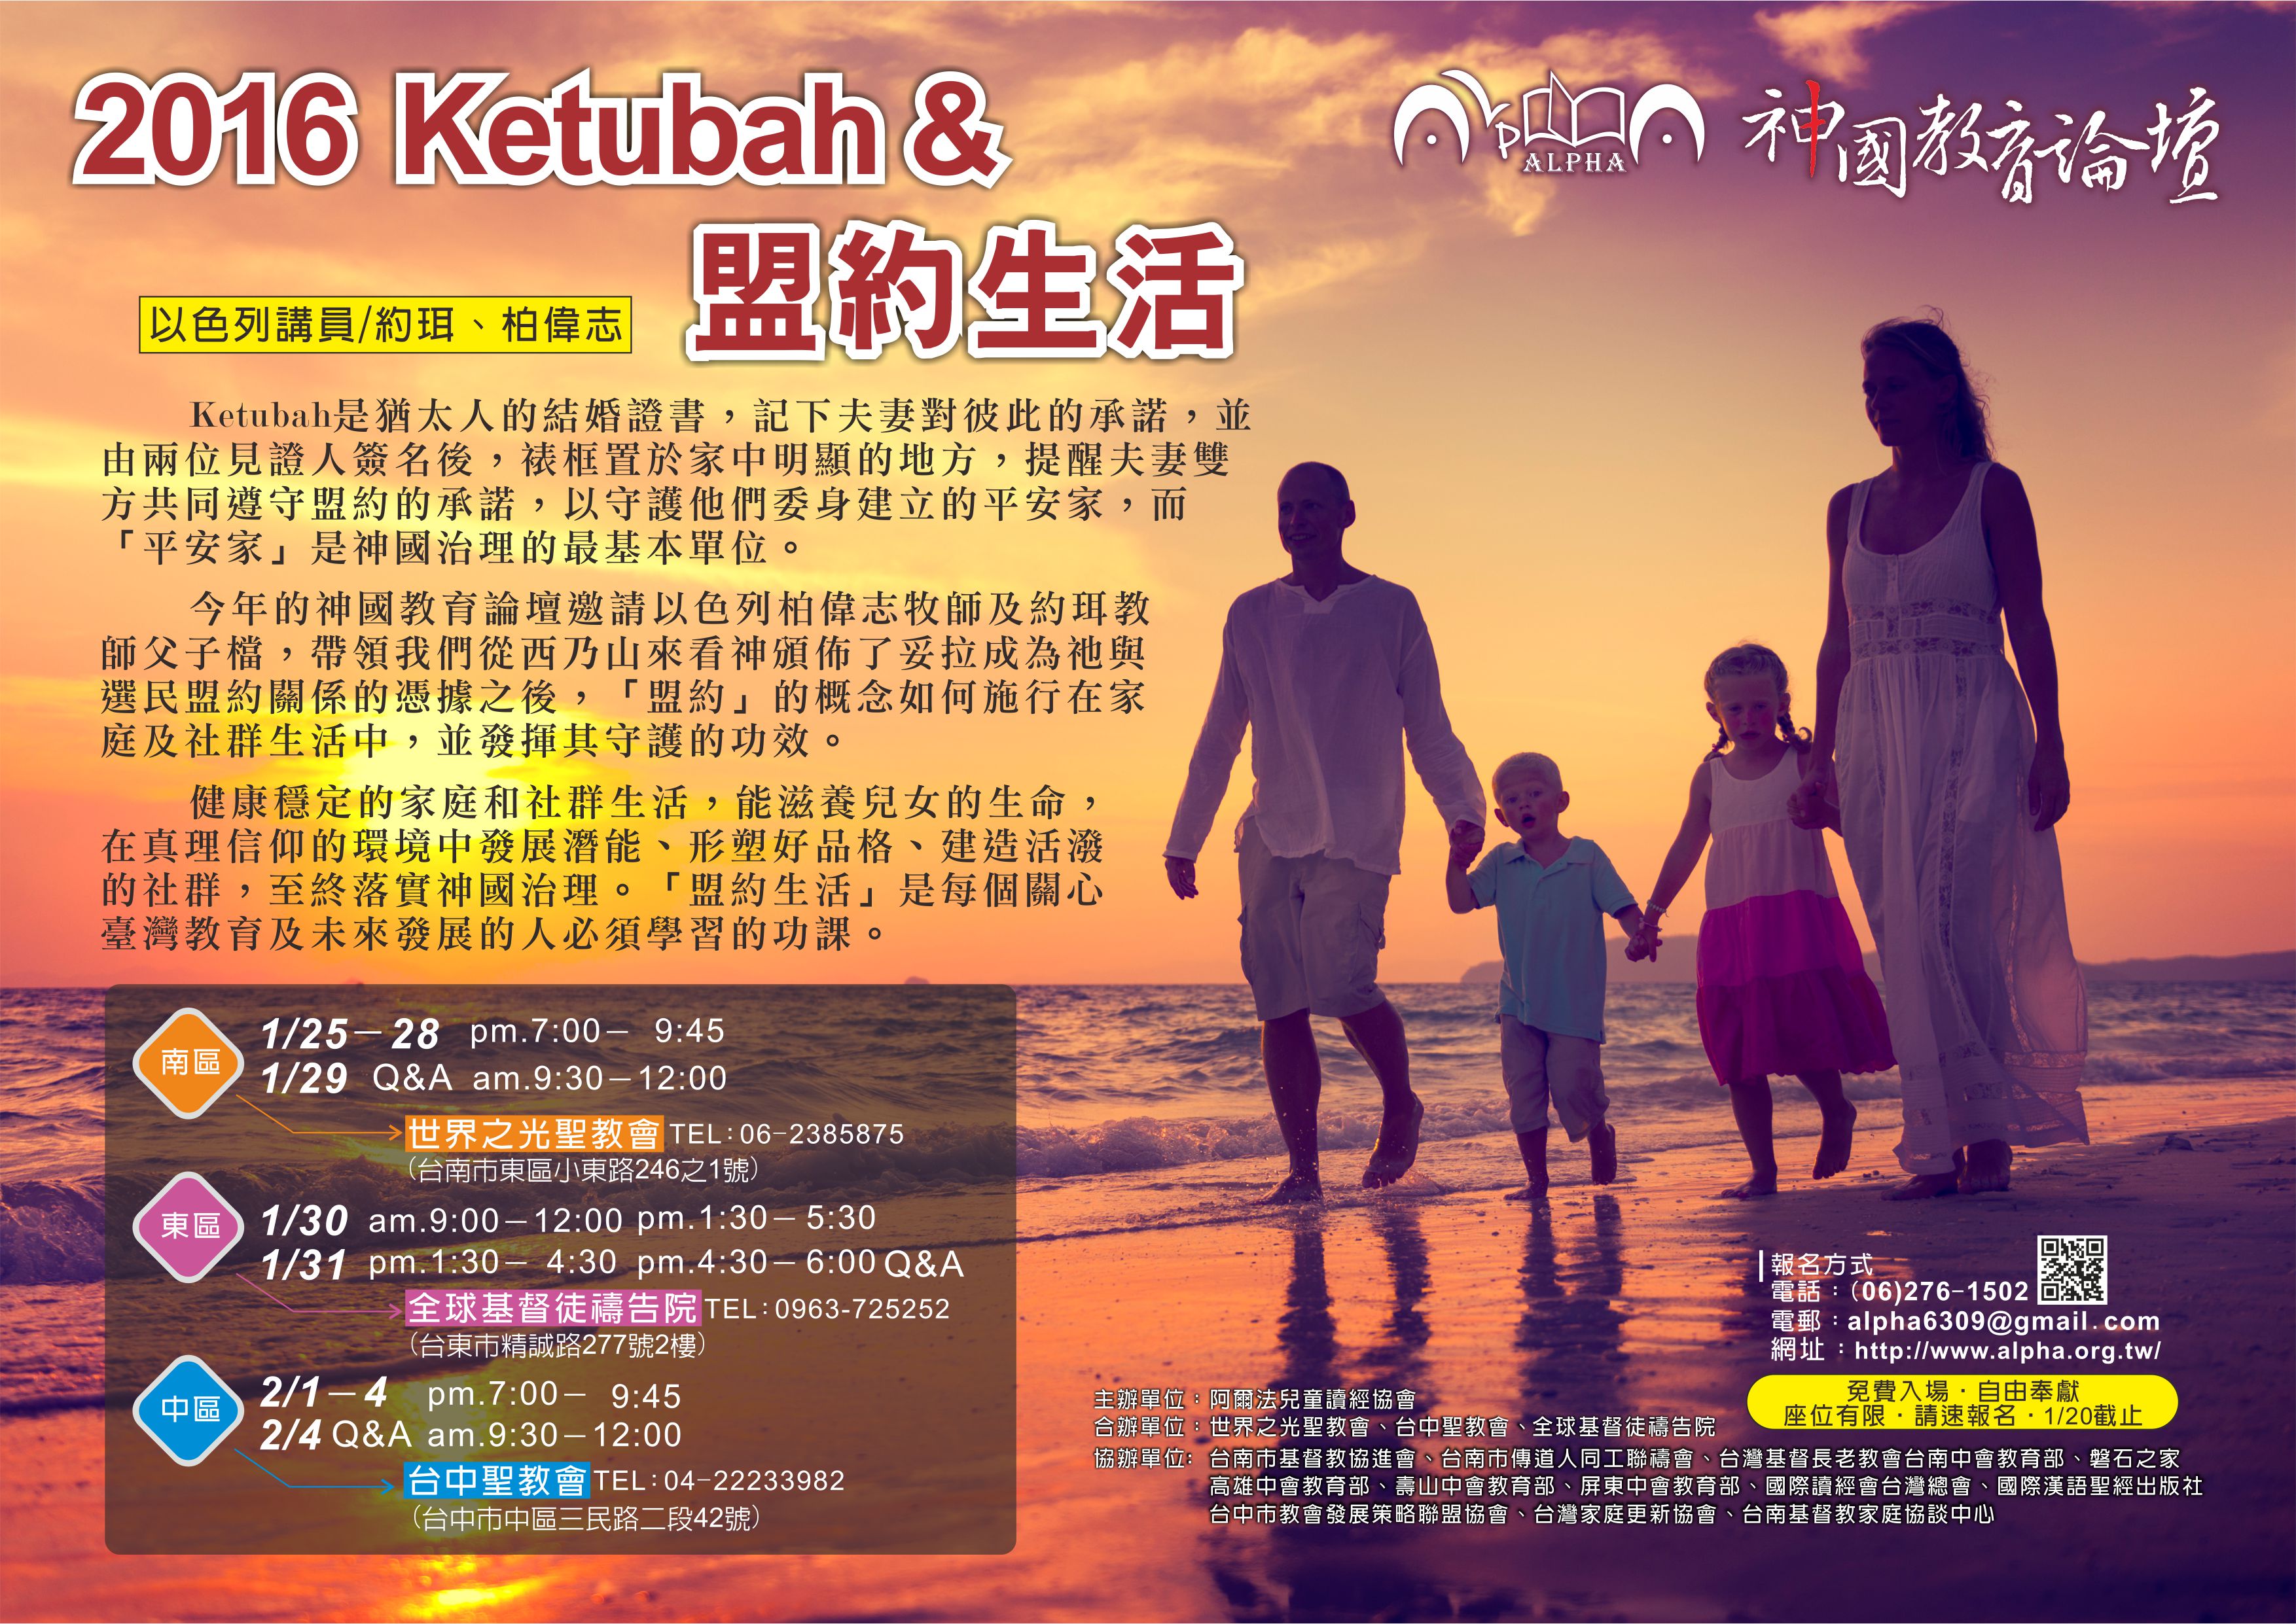 2016 Ketubah &
盟約生活
ALPHA
神國教育論壇
以色列講員/約珥、柏偉志
Ketubah是猶太人的結婚證書，記下夫妻對彼此的承諾，並
由兩位見證人簽名後，裱框置於家中明顯的地方，提醒夫妻雙
方共同遵守盟約的承諾，以守護他們委身建立的平安家，而
「平安家」是神國治理的最基本單位。
今年的神國教育論壇邀請以色列柏偉志牧師及約珥教
師父子檔，帶領我們從西乃山來看神頒佈了妥拉成為祂與
選民盟約關係的憑據之後，「盟約」的概念如何施行在家
庭及社群生活中，並發揮其守護的功效。
健康穩定的家庭和社群生活，能滋養兒女的生命，
在真理信仰的環境中發展潛能、形塑好品格、建造活潑
的社群，至終落實神國治理。「盟約生活」是每個關心
臺灣教育及未來發展的人必須學習的功課。
南區
1/25－28 pm.7:00－ 9:45
1/29 Q&A am.9:30－12:00
世界之光聖教會 TEL:06-2385875
(台南市東區小東路246之1號)
東區
1/30 am.9:00－12:00 pm.1:30－5:30
1/31 pm.1:30－ 4:30 pm.4:30－6:00 Q&A
全球基督徒禱告院 TEL:0963-725252
(台東市精誠路277號2樓)
中區
2/1－4 pm.7:00－ 9:45
2/4 Q&A am.9:30－12:00
台中聖教會 TEL:04-22233982
(台中市中區三民路二段42號)
報名方式
電話：(06)276-1502
電郵：alpha6309@gmail.com
網址：http://www.alpha.org.tw/
免費入場・自由奉獻
座位有限・請速報名・1/20截止
主辦單位：阿爾法兒童讀經協會
合辦單位：世界之光聖教會、台中聖教會、全球基督徒禱告院
協辦單位: 台南市基督教協進會、台南市傳道人同工聯禱會、台灣基督長老教會台南中會教育部、磐石之家
高雄中會教育部、壽山中會教育部、屏東中會教育部、國際讀經會台灣總會、國際漢語聖經出版社
台中市教會發展策略聯盟協會、台灣家庭更新協會、台南基督教家庭協談中心